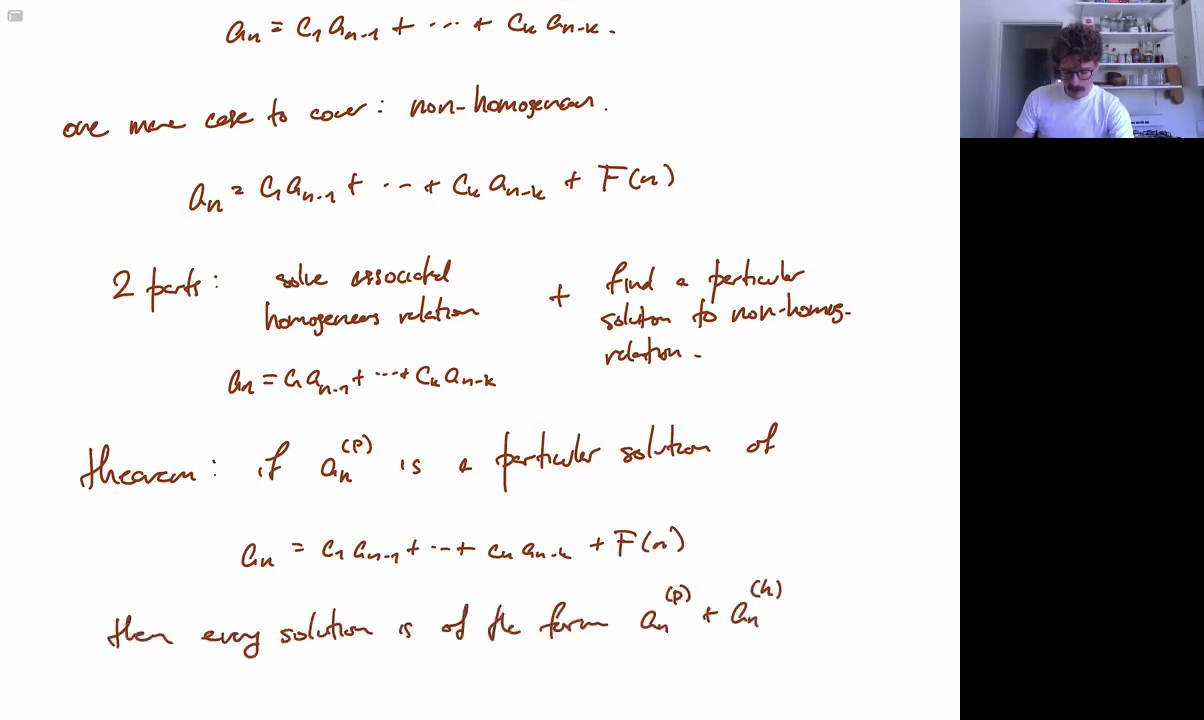 an = c1 an-1 + ... + ck an-k.
one more case to cover: non-homogeneous.
an = c1 an-1 + ... + ck an-k + F(n)
2 parts: solve associated homogeneous relation + find a particular solution to non-homog. relation.
an = c1 an-1 + ... + ck an-k
theorem: if an^(p) is a particular solution of
an = c1 an-1 + ... + ck an-k + F(n)
then every solution is of the form an^(p) + an^(h)